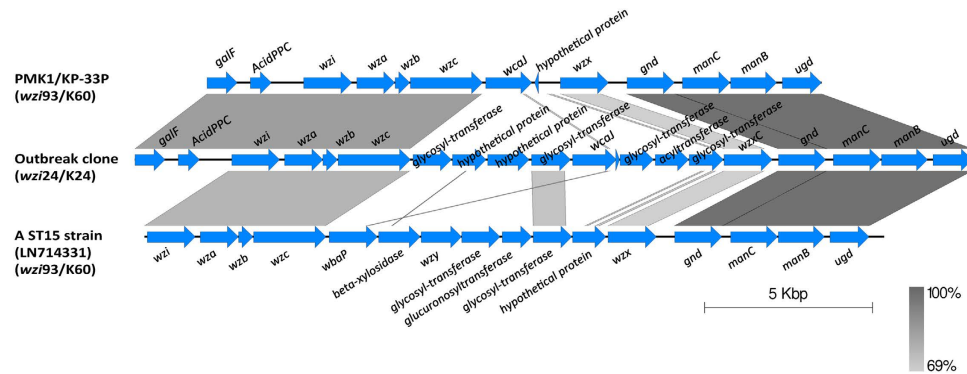 galF AcidPPC wzi wza wzb wzc wcaJ hypothetical protein wzx gnd manC manB ugd
PMK1/KP-33P
(wzi93/K60)
galF AcidPPC wzi wza wzb wzc glycosyl-transferase hypothetical protein hypothetical protein glycosyl-transferase wcaJ glycosyl-transferase acyltransferase glycosyl-transferase wzxC gnd manC manB ugd
Outbreak clone
(wzi24/K24)
A ST15 strain
(LN714331)
(wzi93/K60)
wzi wza wzb wzc wbaP beta-xylosidase wzy glycosyl-transferase glucuronosyltransferase glycosyl-transferase hypothetical protein wzx gnd manC manB ugd
5 Kbp
100%
69%